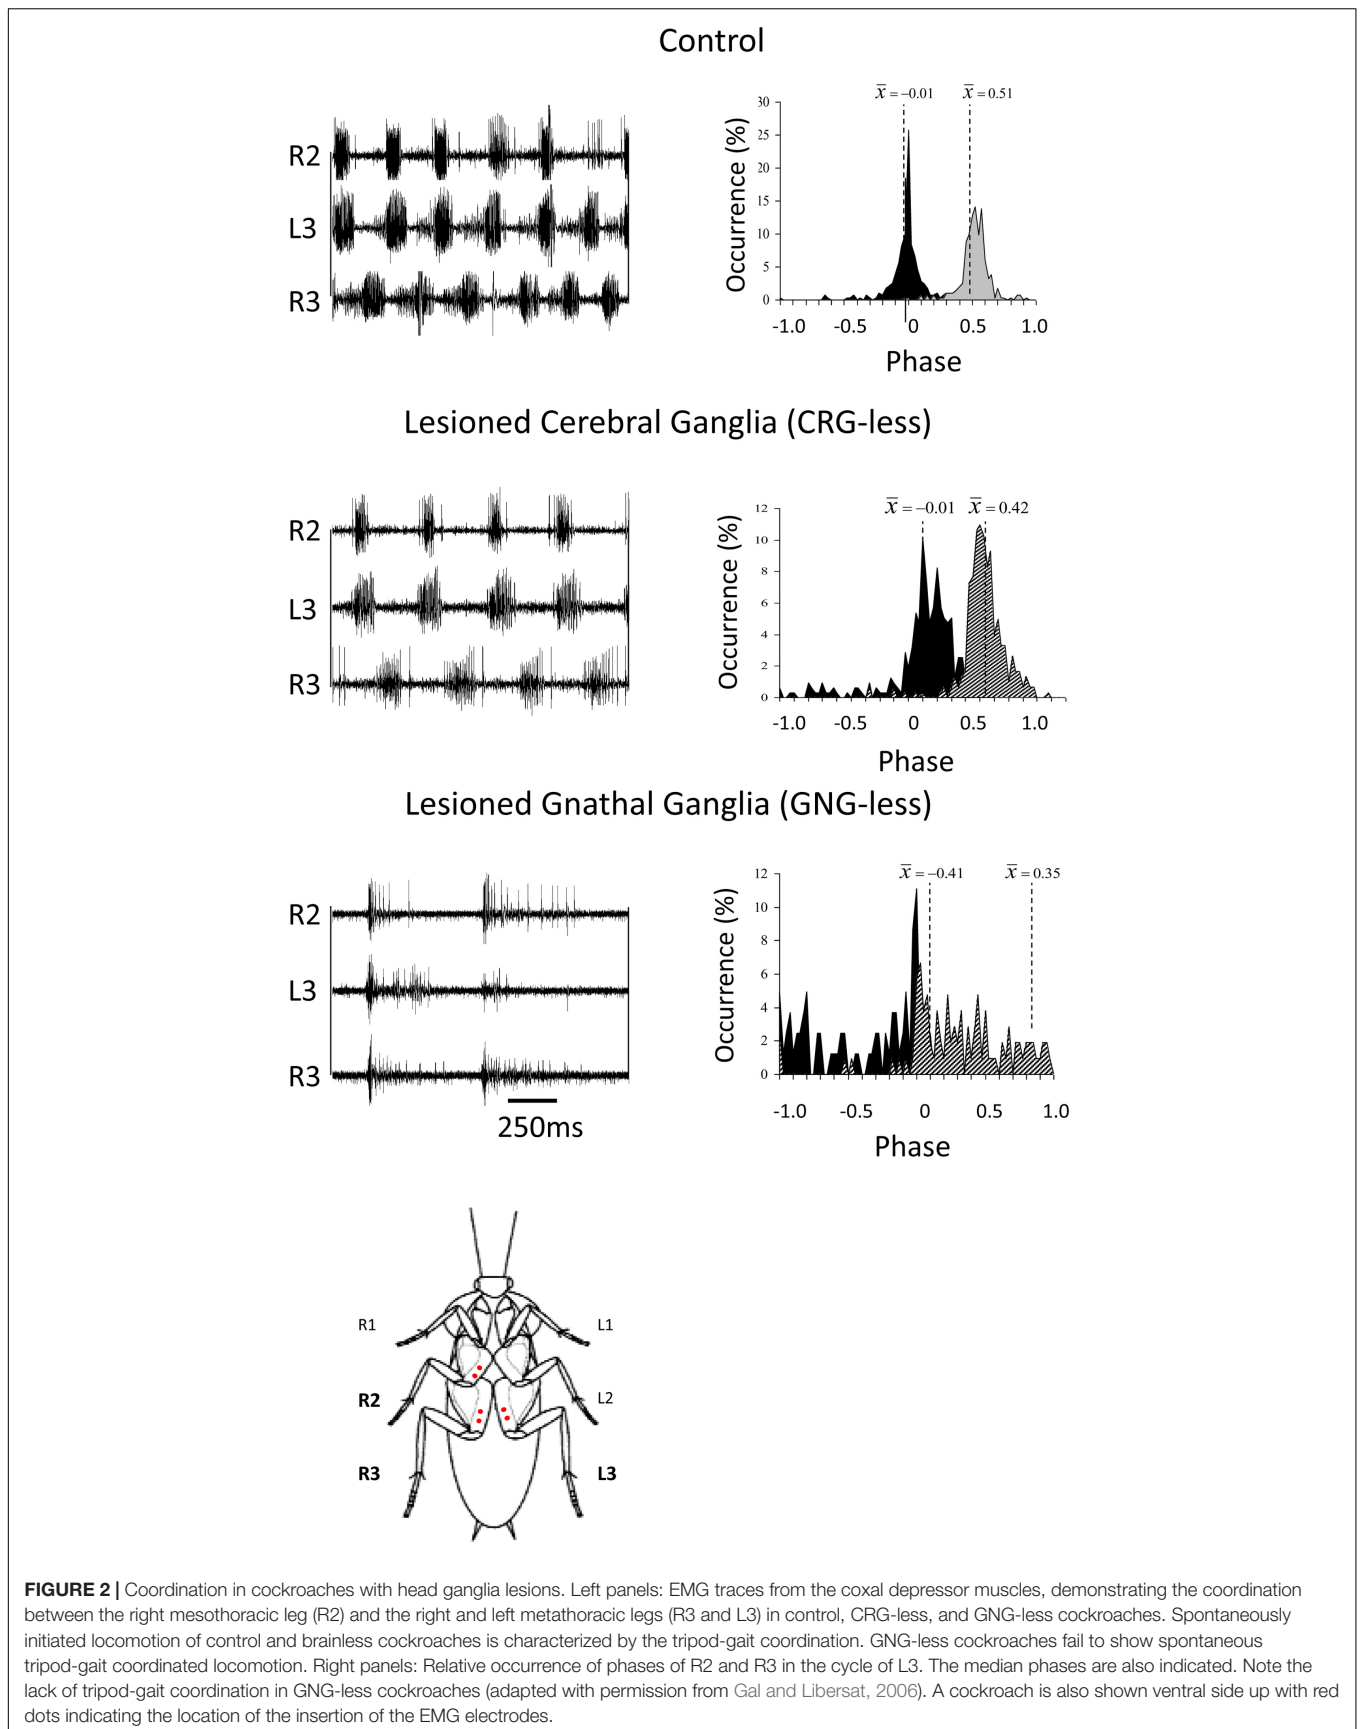 Control
R2
L3
R3
Occurrence (%)
30
25
20
15
10
5
0
x̅ = -0.01
x̅ = 0.51
-1.0 -0.5 0 0.5 1.0
Phase
Lesioned Cerebral Ganglia (CRG-less)
R2
L3
R3
Occurrence (%)
12
10
8
6
4
2
0
x̅ = -0.01
x̅ = 0.42
-1.0 -0.5 0 0.5 1.0
Phase
Lesioned Gnathal Ganglia (GNG-less)
R2
L3
R3
250ms
Occurrence (%)
12
10
8
6
4
2
0
x̅ = -0.41
x̅ = 0.35
-1.0 -0.5 0 0.5 1.0
Phase
R1
L1
R2
L2
R3
L3
FIGURE 2 | Coordination in cockroaches with head ganglia lesions. Left panels: EMG traces from the coxal depressor muscles, demonstrating the coordination
between the right mesothoracic leg (R2) and the right and left metathoracic legs (R3 and L3) in control, CRG-less, and GNG-less cockroaches. Spontaneously
initiated locomotion of control and brainless cockroaches is characterized by the tripod-gait coordination. GNG-less cockroaches fail to show spontaneous
tripod-gait coordinated locomotion. Right panels: Relative occurrence of phases of R2 and R3 in the cycle of L3. The median phases are also indicated. Note the
lack of tripod-gait coordination in GNG-less cockroaches (adapted with permission from Gal and Libersat, 2006). A cockroach is also shown ventral side up with red
dots indicating the location of the insertion of the EMG electrodes.